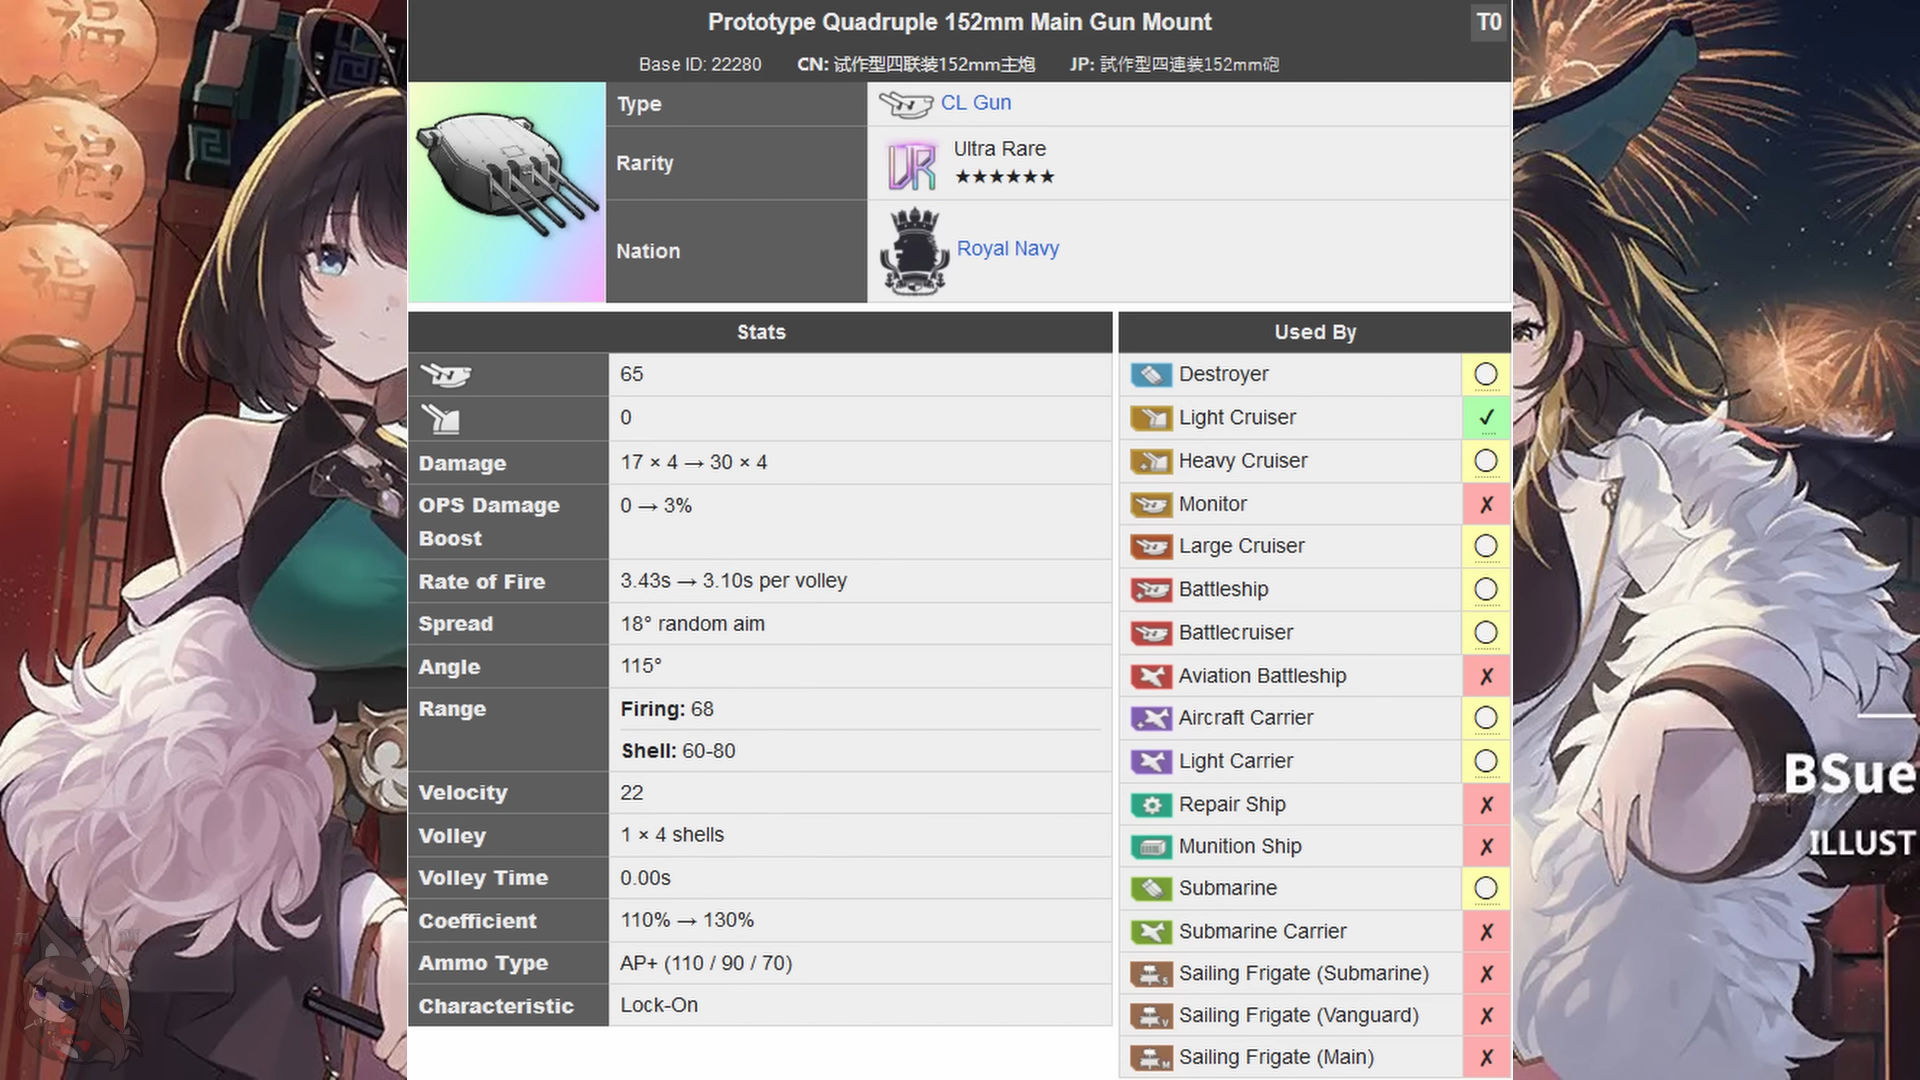 Prototype Quadruple 152mm Main Gun Mount
T0
Base ID: 22280 CN: 试作型四联装152mm主炮 JP: 試作型四連装152mm砲
Type CL Gun
Rarity UR Ultra Rare
★★★★★★
Nation Royal Navy
Stats
65
0
Damage 17 × 4 → 30 × 4
OPS Damage Boost 0 → 3%
Rate of Fire 3.43s → 3.10s per volley
Spread 18° random aim
Angle 115°
Range Firing: 68
Shell: 60-80
Velocity 22
Volley 1 × 4 shells
Volley Time 0.00s
Coefficient 110% → 130%
Ammo Type AP+ (110 / 90 / 70)
Characteristic Lock-On
Used By
Destroyer
Light Cruiser ✓
Heavy Cruiser
Monitor ✗
Large Cruiser
Battleship
Battlecruiser
Aviation Battleship ✗
Aircraft Carrier
Light Carrier
Repair Ship ✗
Munition Ship ✗
Submarine
Submarine Carrier ✗
Sailing Frigate (Submarine) ✗
Sailing Frigate (Vanguard) ✗
Sailing Frigate (Main) ✗
福
福
福
BSue
ILLUST